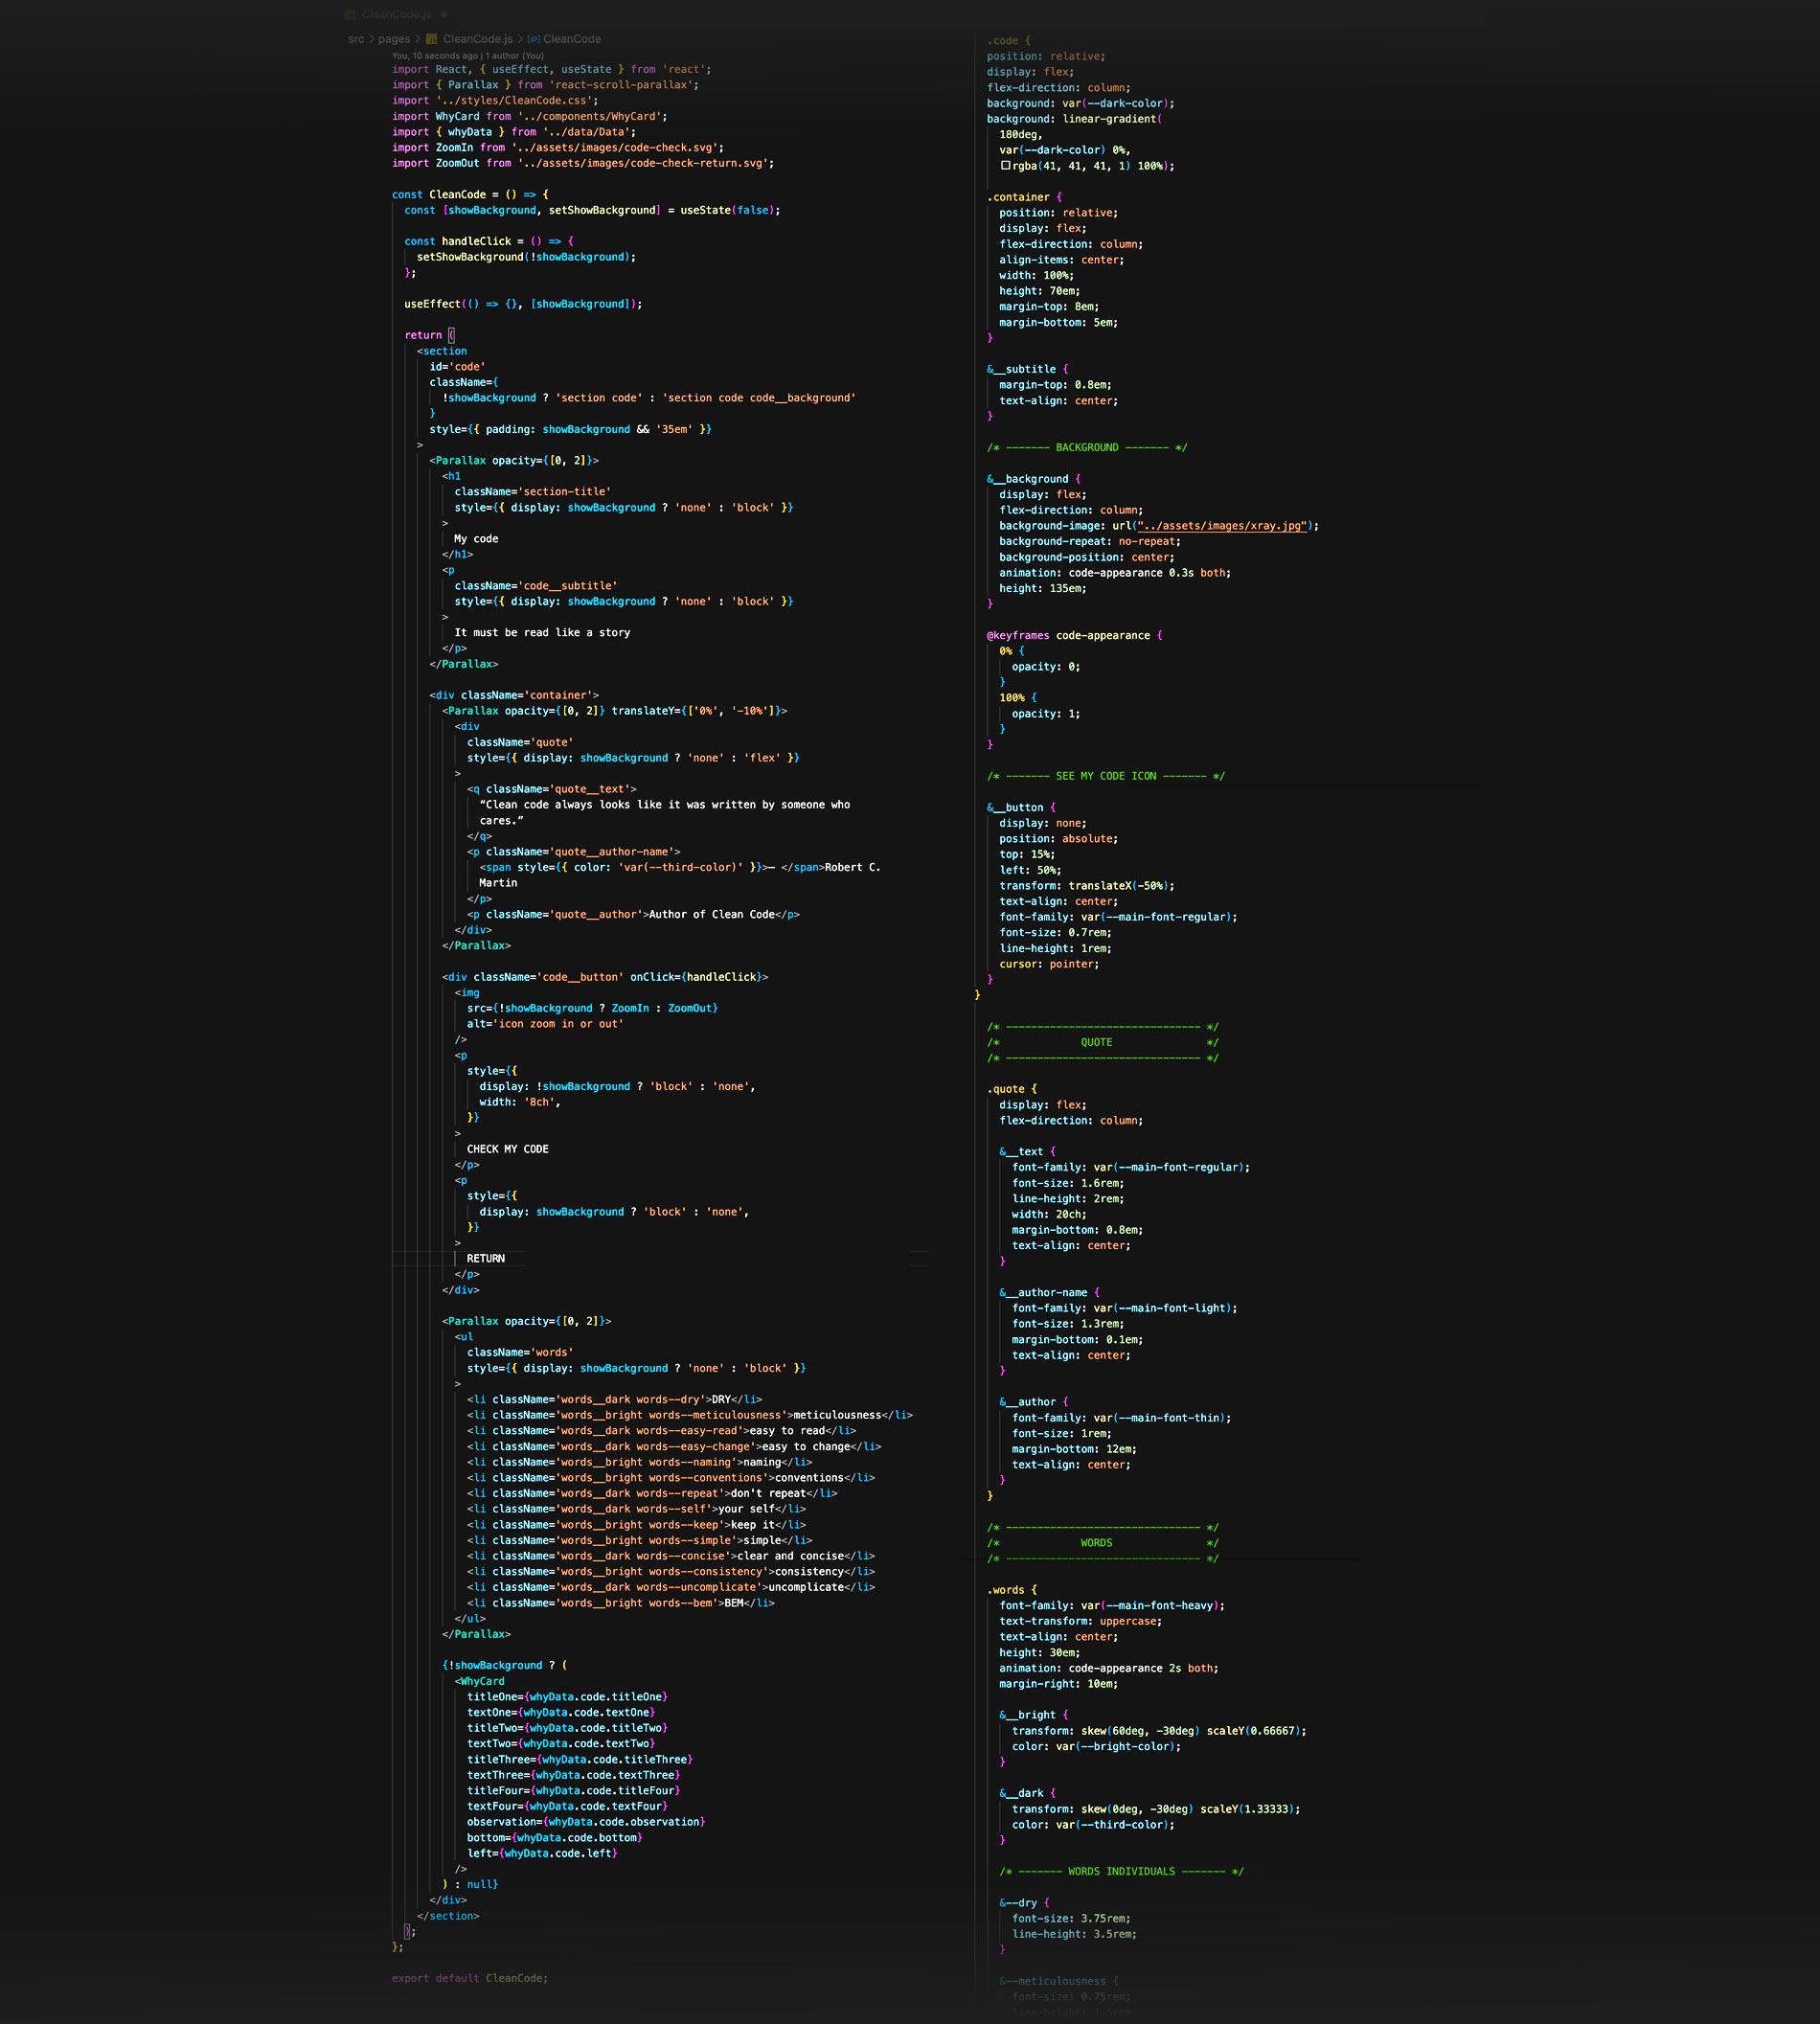 CleanCode.js
src > pages > CleanCode.js > CleanCode
You, 10 seconds ago | 1 author (You)
import React, { useEffect, useState } from 'react';
import { Parallax } from 'react-scroll-parallax';
import '../styles/CleanCode.css';
import WhyCard from '../components/WhyCard';
import { whyData } from '../data/Data';
import ZoomIn from '../assets/images/code-check.svg';
import ZoomOut from '../assets/images/code-check-return.svg';
const CleanCode = () => {
const [showBackground, setShowBackground] = useState(false);
const handleClick = () => {
setShowBackground(!showBackground);
};
useEffect(() => {}, [showBackground]);
return (
<section
id='code'
className={
!showBackground ? 'section code' : 'section code code__background'
}
style={{ padding: showBackground && '35em' }}
>
<Parallax opacity={[0, 2]}>
<h1
className='section-title'
style={{ display: showBackground ? 'none' : 'block' }}
>
My code
</h1>
<p
className='code__subtitle'
style={{ display: showBackground ? 'none' : 'block' }}
>
It must be read like a story
</p>
</Parallax>
<div className='container'>
<Parallax opacity={[0, 2]} translateY={['0%', '-10%']}>
<div
className='quote'
style={{ display: showBackground ? 'none' : 'flex' }}
>
<q className='quote__text'>
“Clean code always looks like it was written by someone who
cares.”
</q>
<p className='quote__author-name'>
<span style={{ color: 'var(--third-color)' }}>— </span>Robert C.
Martin
</p>
<p className='quote__author'>Author of Clean Code</p>
</div>
</Parallax>
<div className='code__button' onClick={handleClick}>
<img
src={!showBackground ? ZoomIn : ZoomOut}
alt='icon zoom in or out'
/>
<p
style={{
display: !showBackground ? 'block' : 'none',
width: '8ch',
}}
>
CHECK MY CODE
</p>
<p
style={{
display: showBackground ? 'block' : 'none',
}}
>
RETURN
</p>
</div>
<Parallax opacity={[0, 2]}>
<ul
className='words'
style={{ display: showBackground ? 'none' : 'block' }}
>
<li className='words__dark words--dry'>DRY</li>
<li className='words__bright words--meticulousness'>meticulousness</li>
<li className='words__dark words--easy-read'>easy to read</li>
<li className='words__dark words--easy-change'>easy to change</li>
<li className='words__bright words--naming'>naming</li>
<li className='words__bright words--conventions'>conventions</li>
<li className='words__dark words--repeat'>don't repeat</li>
<li className='words__dark words--self'>your self</li>
<li className='words__bright words--keep'>keep it</li>
<li className='words__bright words--simple'>simple</li>
<li className='words__dark words--concise'>clear and concise</li>
<li className='words__bright words--consistency'>consistency</li>
<li className='words__dark words--uncomplicate'>uncomplicate</li>
<li className='words__bright words--bem'>BEM</li>
</ul>
</Parallax>
{!showBackground ? (
<WhyCard
titleOne={whyData.code.titleOne}
textOne={whyData.code.textOne}
titleTwo={whyData.code.titleTwo}
textTwo={whyData.code.textTwo}
titleThree={whyData.code.titleThree}
textThree={whyData.code.textThree}
titleFour={whyData.code.titleFour}
textFour={whyData.code.textFour}
observation={whyData.code.observation}
bottom={whyData.code.bottom}
left={whyData.code.left}
/>
) : null}
</div>
</section>
);
};
export default CleanCode;
.code {
position: relative;
display: flex;
flex-direction: column;
background: var(--dark-color);
background: linear-gradient(
180deg,
var(--dark-color) 0%,
rgba(41, 41, 41, 1) 100%);
.container {
position: relative;
display: flex;
flex-direction: column;
align-items: center;
width: 100%;
height: 70em;
margin-top: 8em;
margin-bottom: 5em;
}
&__subtitle {
margin-top: 0.8em;
text-align: center;
}
/* ------- BACKGROUND ------- */
&__background {
display: flex;
flex-direction: column;
background-image: url("../assets/images/xray.jpg");
background-repeat: no-repeat;
background-position: center;
animation: code-appearance 0.3s both;
height: 135em;
}
@keyframes code-appearance {
0% {
opacity: 0;
}
100% {
opacity: 1;
}
}
/* ------- SEE MY CODE ICON ------- */
&__button {
display: none;
position: absolute;
top: 15%;
left: 50%;
transform: translateX(-50%);
text-align: center;
font-family: var(--main-font-regular);
font-size: 0.7rem;
line-height: 1rem;
cursor: pointer;
}
}
/* ------------------------------- */
/* QUOTE */
/* ------------------------------- */
.quote {
display: flex;
flex-direction: column;
&__text {
font-family: var(--main-font-regular);
font-size: 1.6rem;
line-height: 2rem;
width: 20ch;
margin-bottom: 0.8em;
text-align: center;
}
&__author-name {
font-family: var(--main-font-light);
font-size: 1.3rem;
margin-bottom: 0.1em;
text-align: center;
}
&__author {
font-family: var(--main-font-thin);
font-size: 1rem;
margin-bottom: 12em;
text-align: center;
}
}
/* ------------------------------- */
/* WORDS */
/* ------------------------------- */
.words {
font-family: var(--main-font-heavy);
text-transform: uppercase;
text-align: center;
height: 30em;
animation: code-appearance 2s both;
margin-right: 10em;
&__bright {
transform: skew(60deg, -30deg) scaleY(0.66667);
color: var(--bright-color);
}
&__dark {
transform: skew(0deg, -30deg) scaleY(1.33333);
color: var(--third-color);
}
/* ------- WORDS INDIVIDUALS ------- */
&--dry {
font-size: 3.75rem;
line-height: 3.5rem;
}
&--meticulousness {
font-size: 0.75rem;
line-height: 1.5rem;